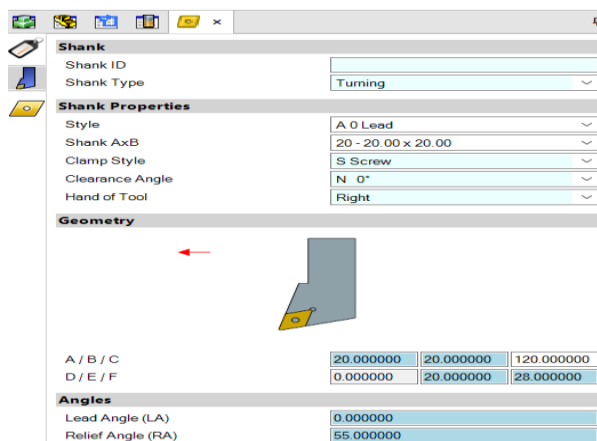 Shank
Shank ID
Shank Type Turning
Shank Properties
Style A 0 Lead
Shank AxB 20 - 20.00 x 20.00
Clamp Style S Screw
Clearance Angle N 0°
Hand of Tool Right
Geometry
A / B / C 20.000000 20.000000 120.000000
D / E / F 0.000000 20.000000 28.000000
Angles
Lead Angle (LA) 0.000000
Relief Angle (RA) 55.000000